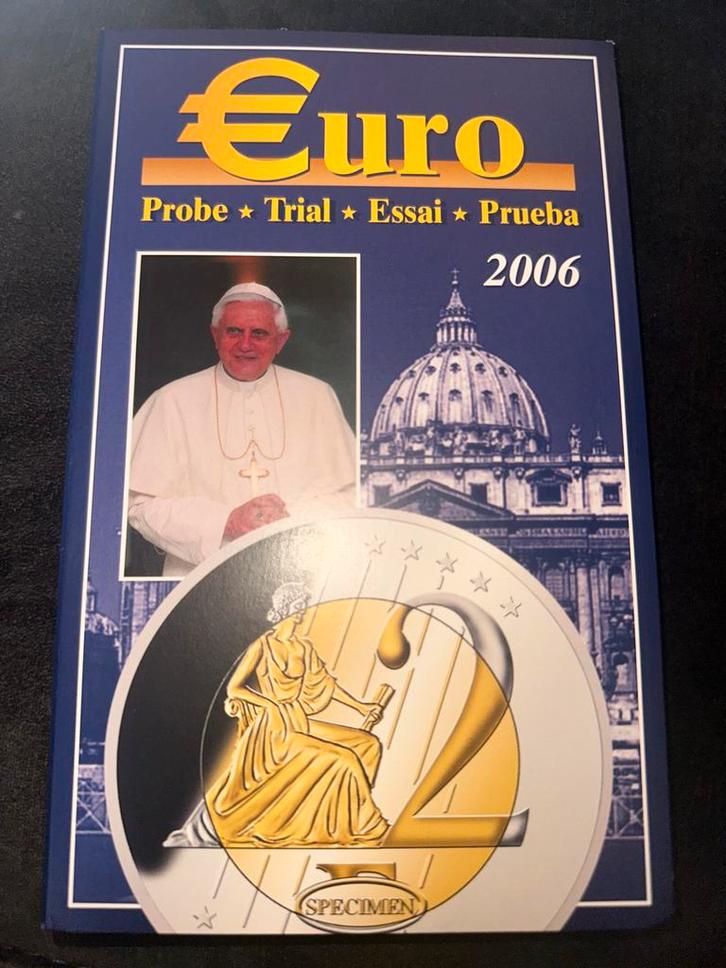 €uro
Probe ★ Trial ★ Essai ★ Prueba
2006
2
SPECIMEN